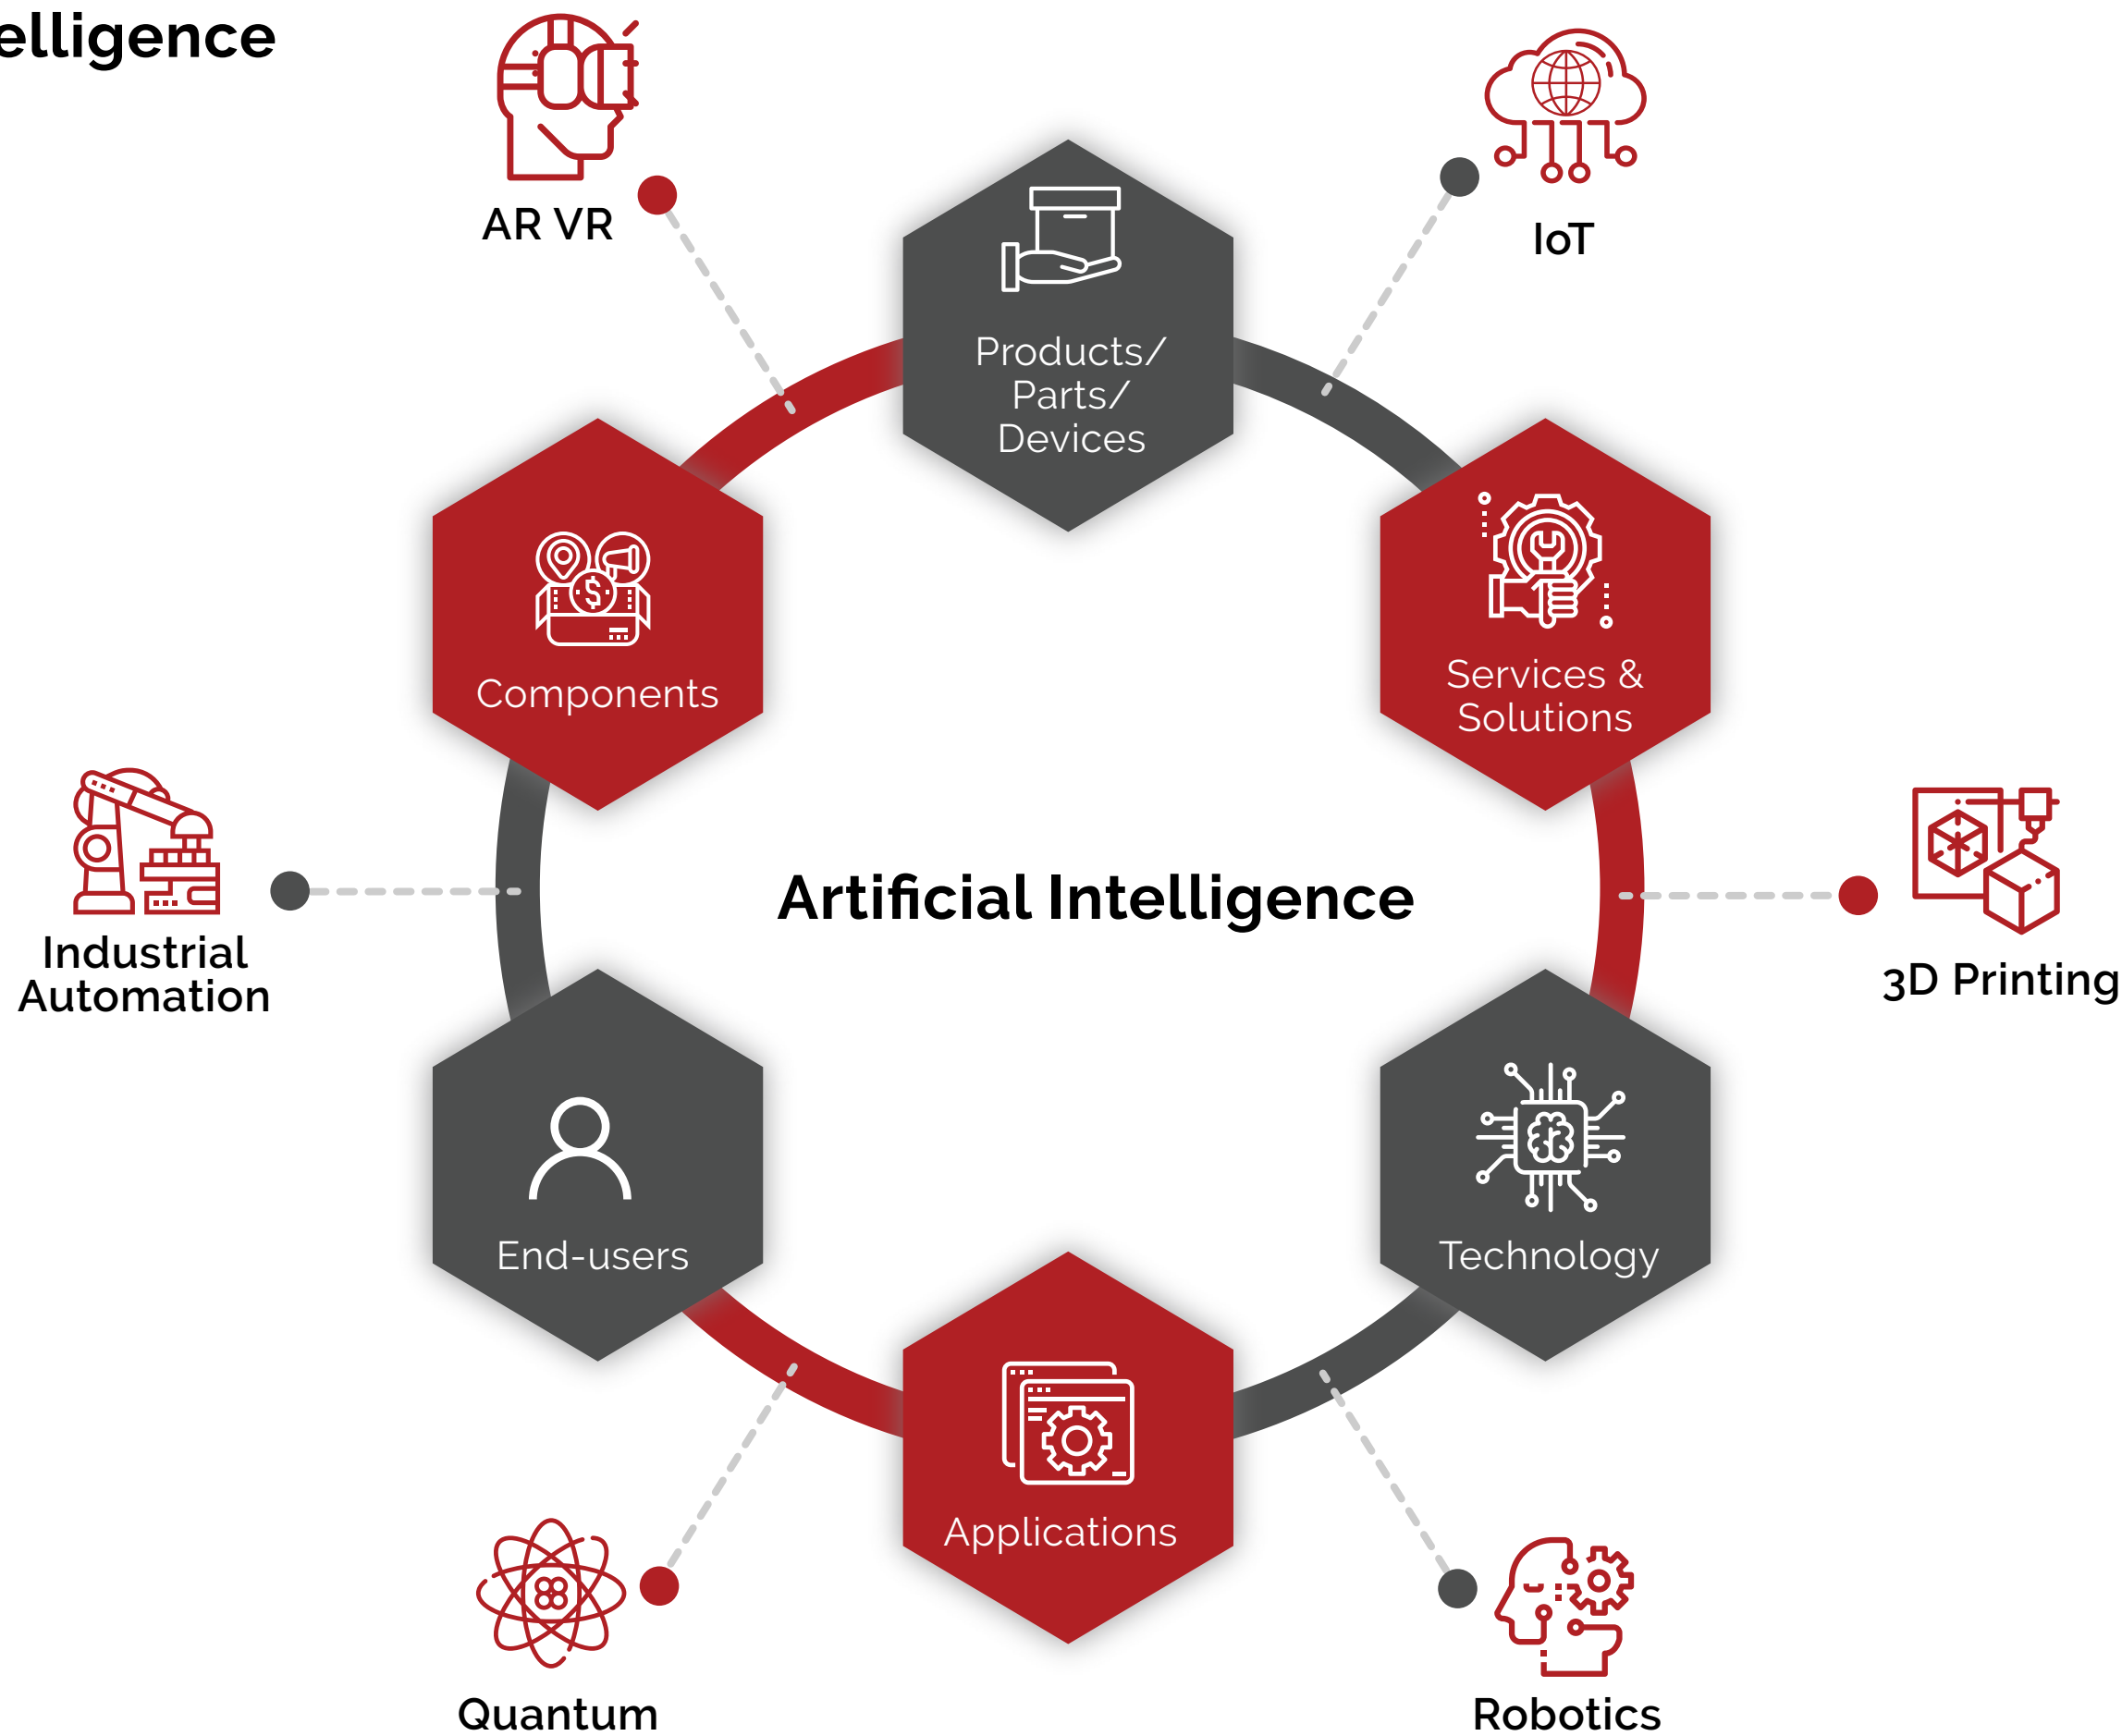 elligence
AR VR
IoT
Products/
Parts/
Devices
Components
Services &
Solutions
Artificial Intelligence
Industrial
Automation
3D Printing
End-users
Technology
Applications
Quantum
Robotics